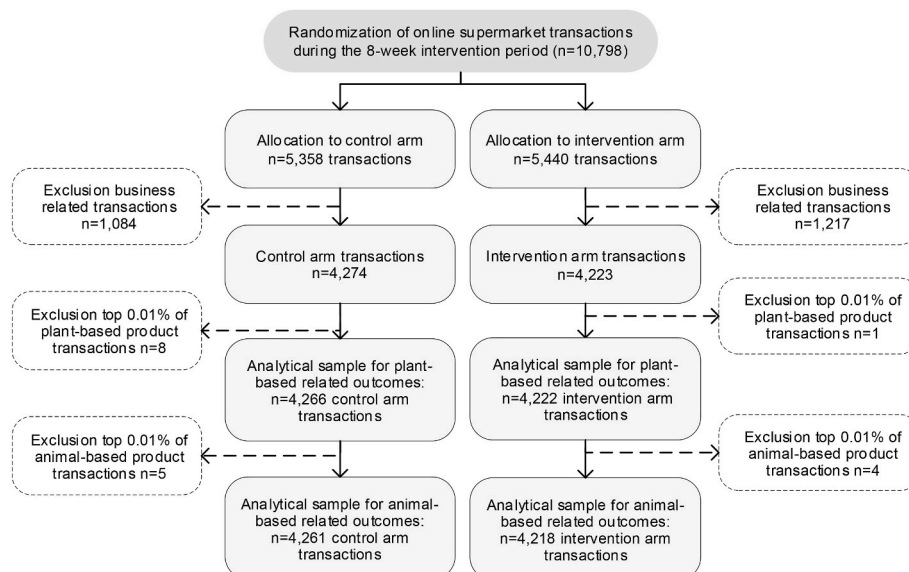 Randomization of online supermarket transactions
during the 8-week intervention period (n=10,798)
Allocation to control arm
n=5,358 transactions
Allocation to intervention arm
n=5,440 transactions
Exclusion business
related transactions
n=1,084
Exclusion business
related transactions
n=1,217
Control arm transactions
n=4,274
Intervention arm transactions
n=4,223
Exclusion top 0.01% of
plant-based product
transactions n=8
Exclusion top 0.01% of
plant-based product
transactions n=1
Analytical sample for plant-
based related outcomes:
n=4,266 control arm
transactions
Analytical sample for plant-
based related outcomes:
n=4,222 intervention arm
transactions
Exclusion top 0.01% of
animal-based product
transactions n=5
Exclusion top 0.01% of
animal-based product
transactions n=4
Analytical sample for animal-
based related outcomes:
n=4,261 control arm
transactions
Analytical sample for animal-
based related outcomes:
n=4,218 intervention arm
transactions